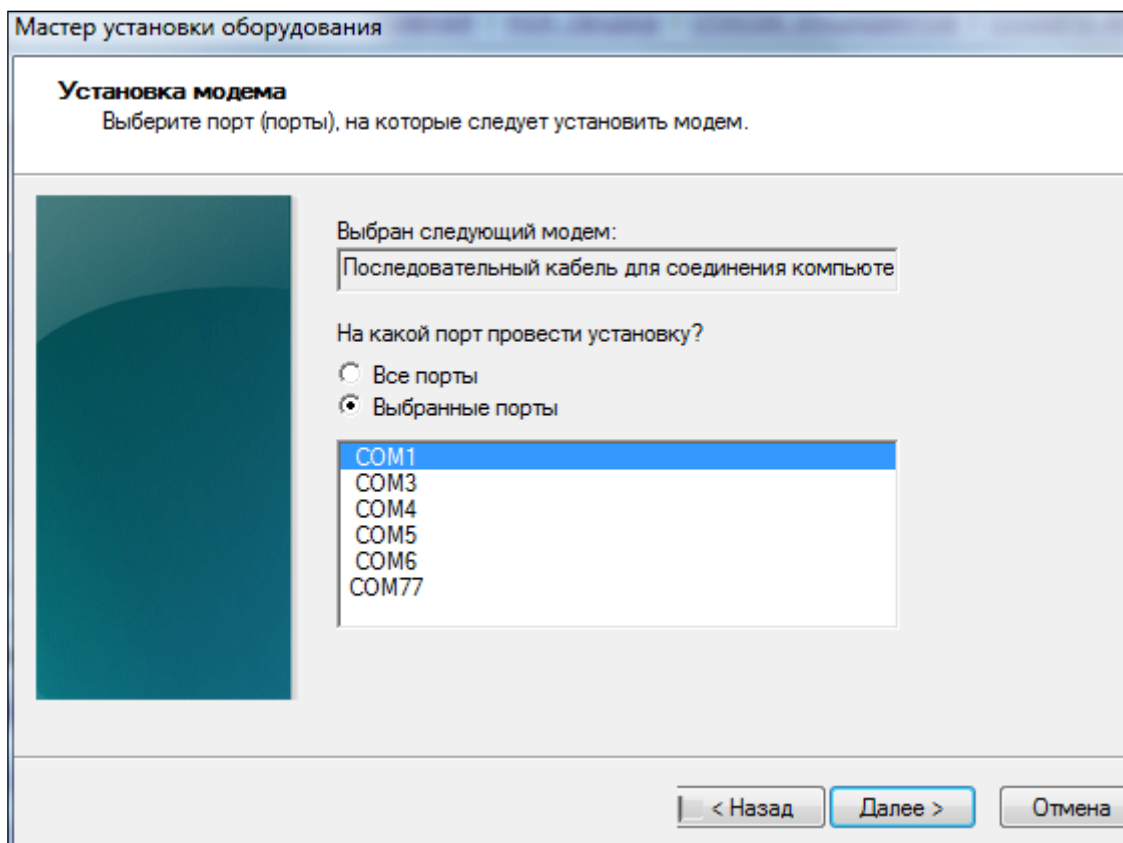 Мастер установки оборудования
Установка модема
Выберите порт (порты), на которые следует установить модем.
Выбран следующий модем:
Последовательный кабель для соединения компьюте
На какой порт провести установку?
Все порты
Выбранные порты
COM1
COM3
COM4
COM5
COM6
COM77
< Назад
Далее >
Отмена